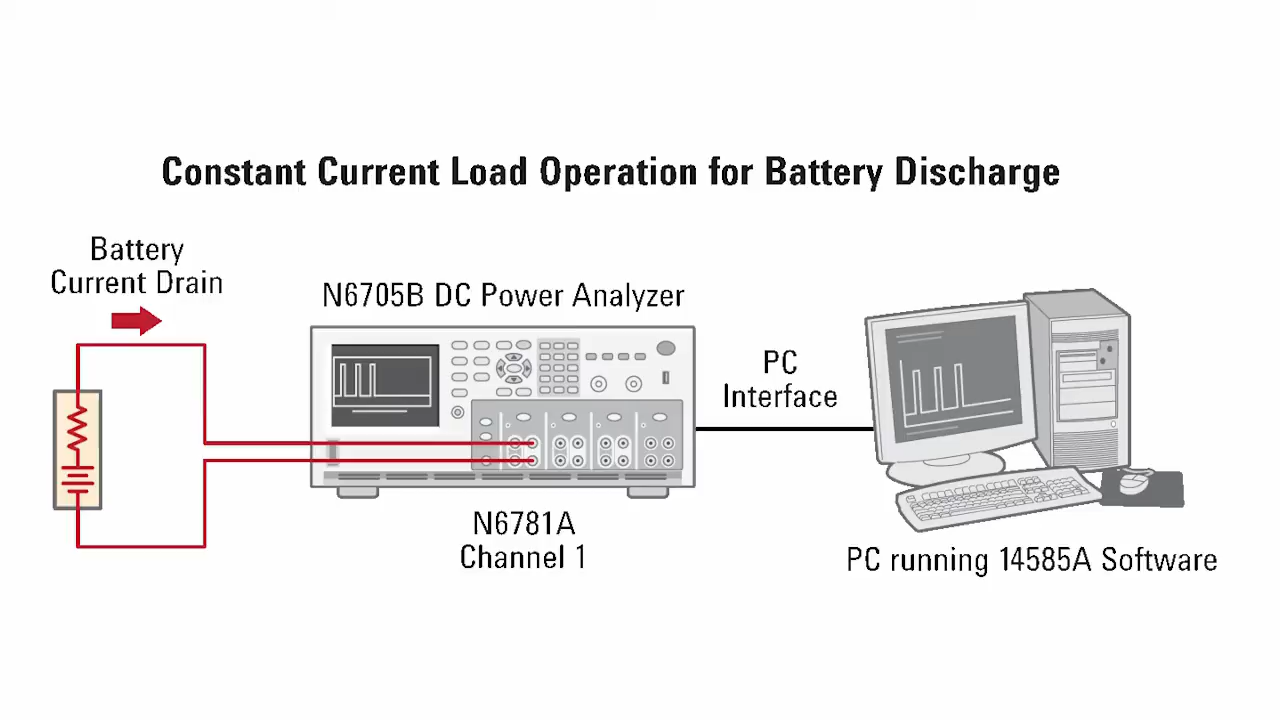 Constant Current Load Operation for Battery Discharge
Battery
Current Drain
N6705B DC Power Analyzer
PC
Interface
N6781A
Channel 1
PC running 14585A Software